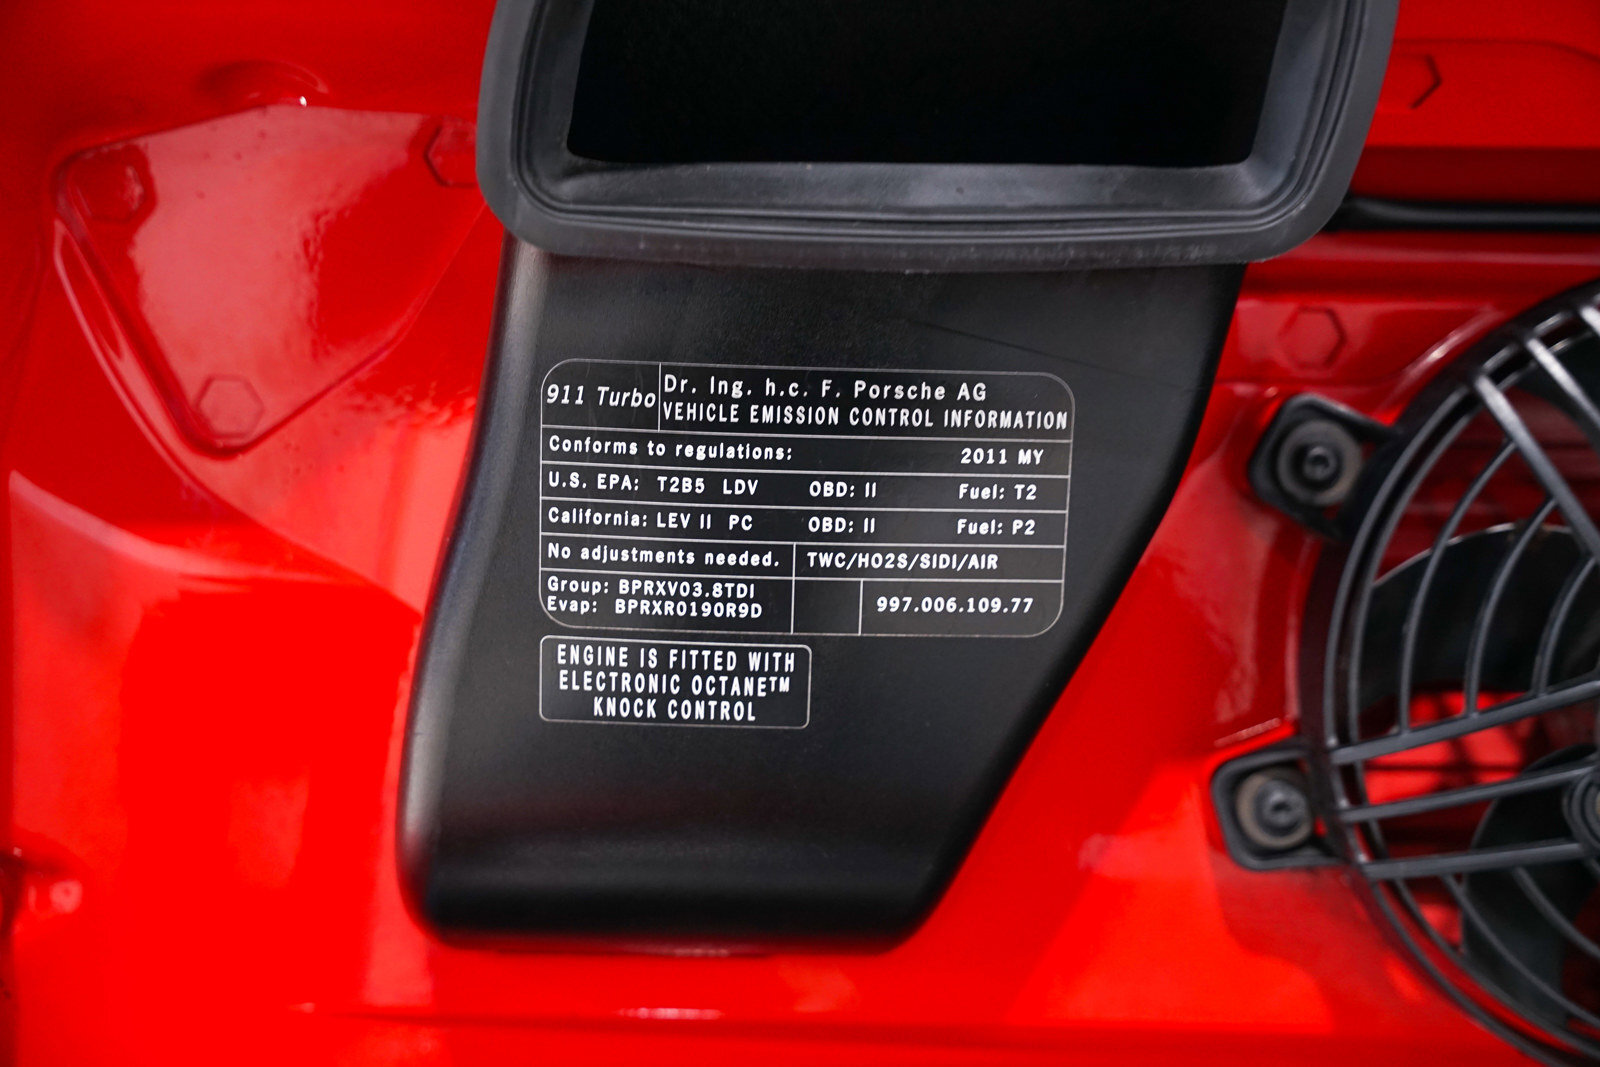 911 Turbo
Dr. Ing. h.c. F. Porsche AG
VEHICLE EMISSION CONTROL INFORMATION
Conforms to regulations: 2011 MY
U.S. EPA: T2B5 LDV OBD: II Fuel: T2
California: LEV II PC OBD: II Fuel: P2
No adjustments needed. TWC/HO2S/SIDI/AIR
Group: BPRXV03.8TDI
Evap: BPRXR0190R9D
997.006.109.77
ENGINE IS FITTED WITH
ELECTRONIC OCTANE™
KNOCK CONTROL